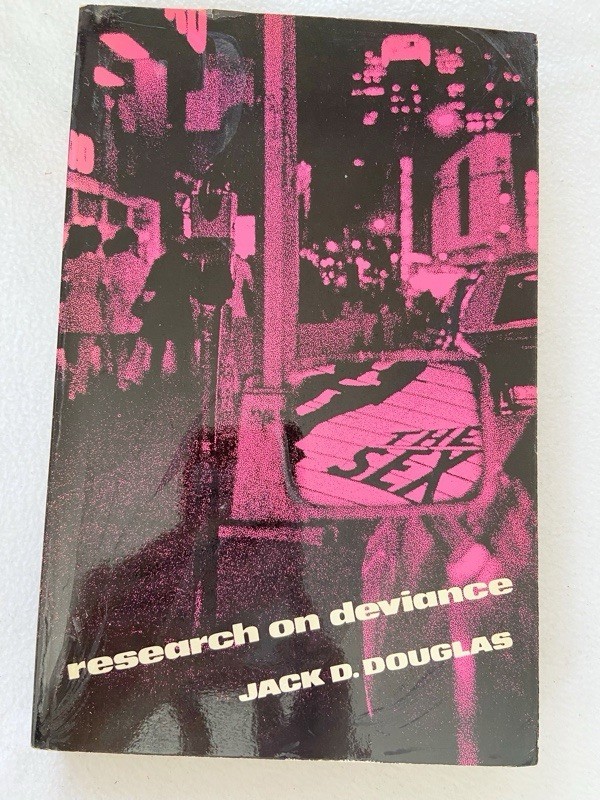 THE
SEX
research on deviance
JACK D. DOUGLAS